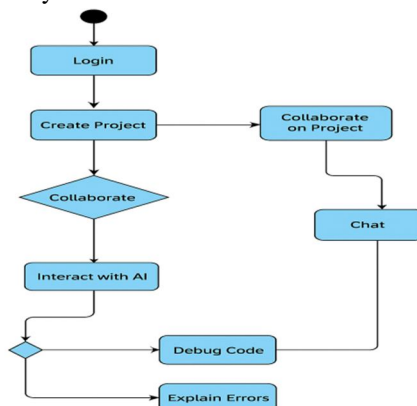 Login
Create Project
Collaborate
on Project
Collaborate
Chat
Interact with AI
Debug Code
Explain Errors